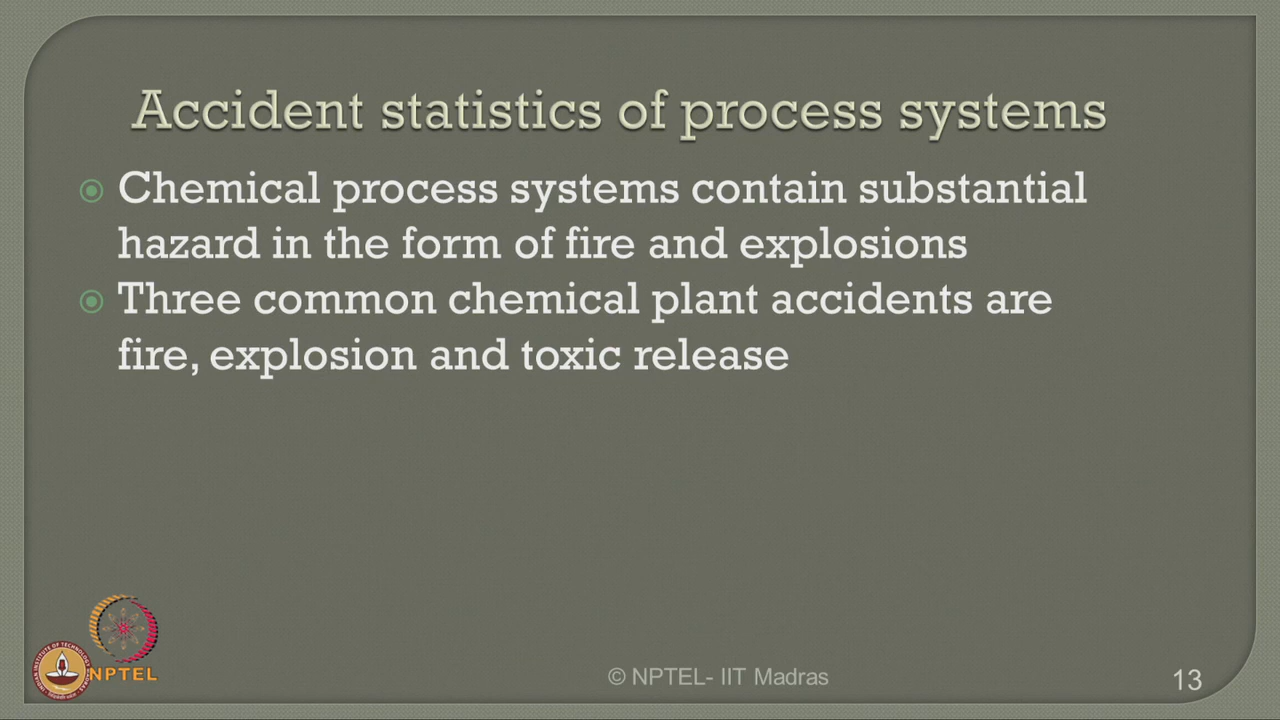 Accident statistics of process systems
Chemical process systems contain substantial
hazard in the form of fire and explosions
Three common chemical plant accidents are
fire, explosion and toxic release
NPTEL
© NPTEL- IIT Madras
13